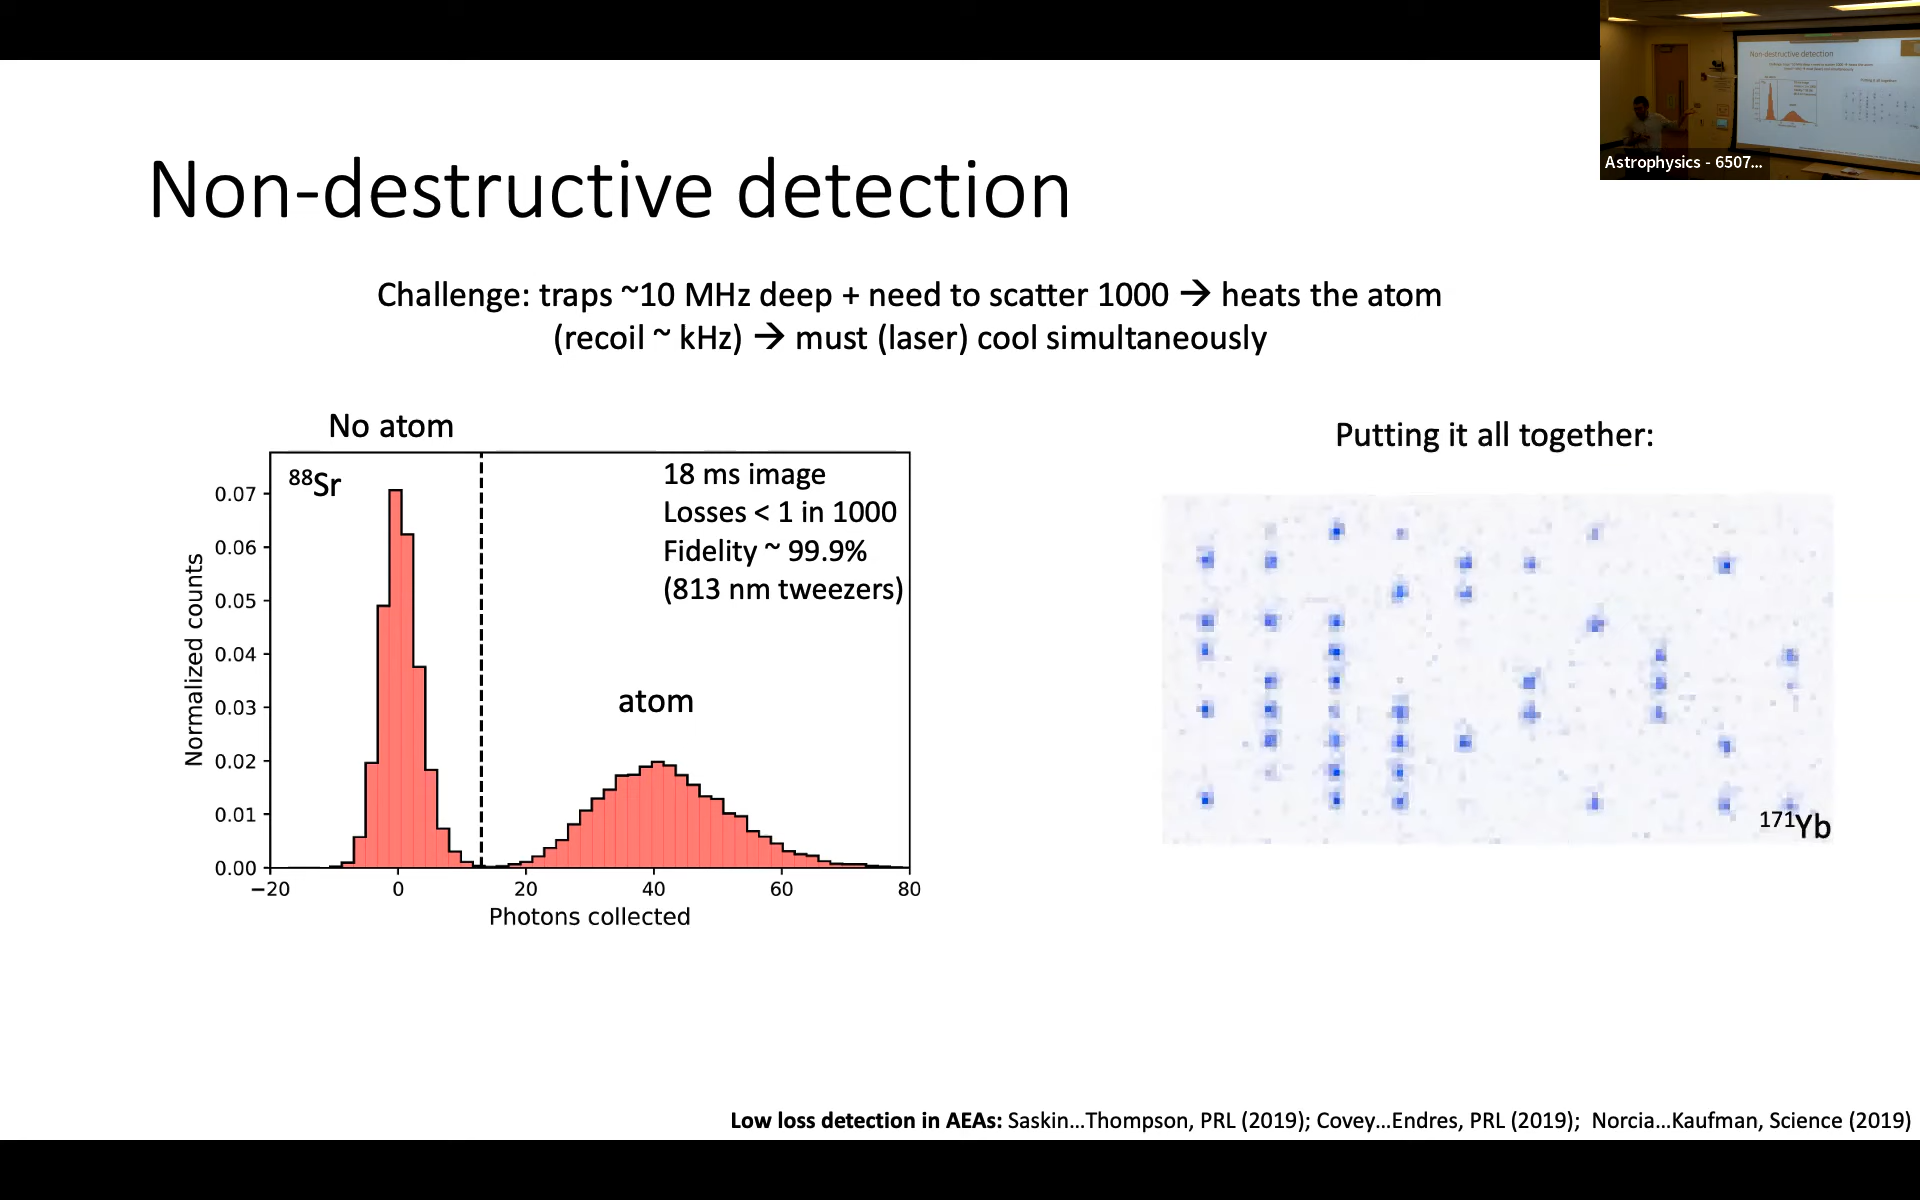 Non-destructive detection
Challenge: traps ~10 MHz deep + need to scatter 1000 → heats the atom
(recoil ~ kHz) → must (laser) cool simultaneously
No atom
⁸⁸Sr
18 ms image
Losses < 1 in 1000
Fidelity ~ 99.9%
(813 nm tweezers)
atom
Normalized counts
0.07
0.06
0.05
0.04
0.03
0.02
0.01
0.00
−20
0
20
40
60
80
Photons collected
Putting it all together:
¹⁷¹Yb
Low loss detection in AEAs: Saskin...Thompson, PRL (2019); Covey...Endres, PRL (2019); Norcia...Kaufman, Science (2019)
Non-destructive detection
Astrophysics - 6507...